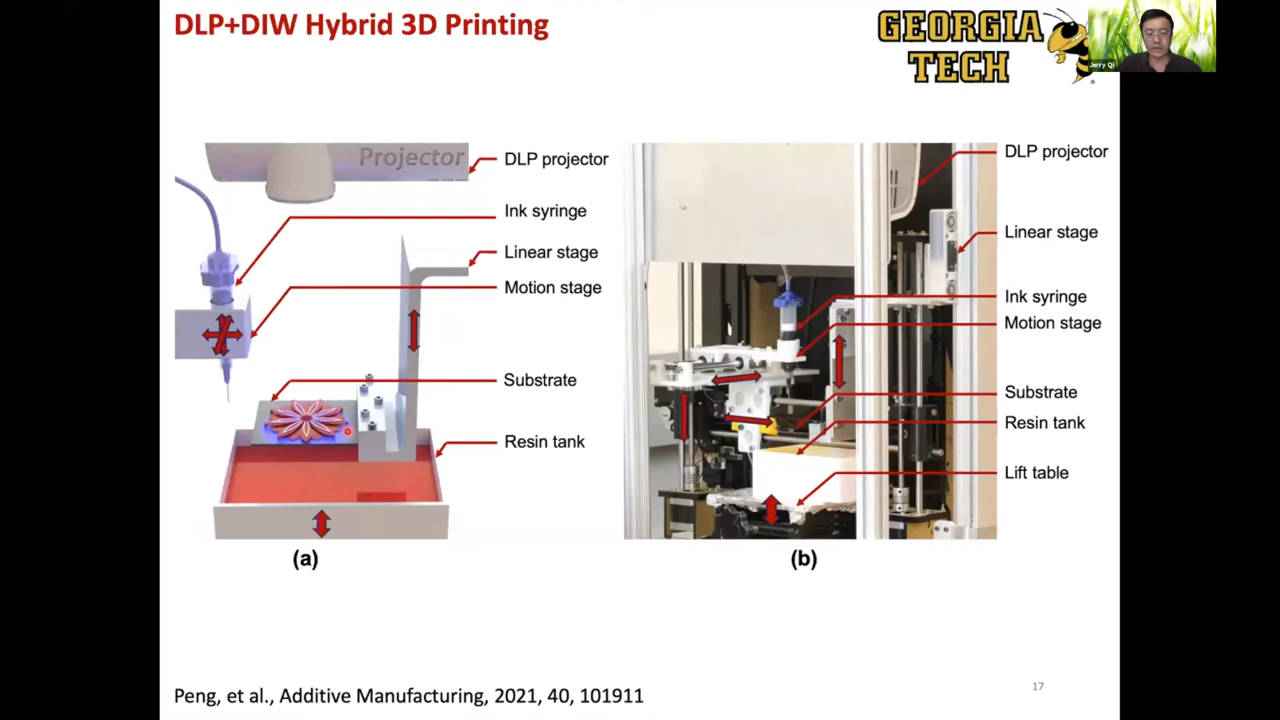 DLP+DIW Hybrid 3D Printing
GEORGIA
TECH
Jerry Qi
Projector
DLP projector
Ink syringe
Linear stage
Motion stage
Substrate
Resin tank
(a)
DLP projector
Linear stage
Ink syringe
Motion stage
Substrate
Resin tank
Lift table
(b)
Peng, et al., Additive Manufacturing, 2021, 40, 101911
17